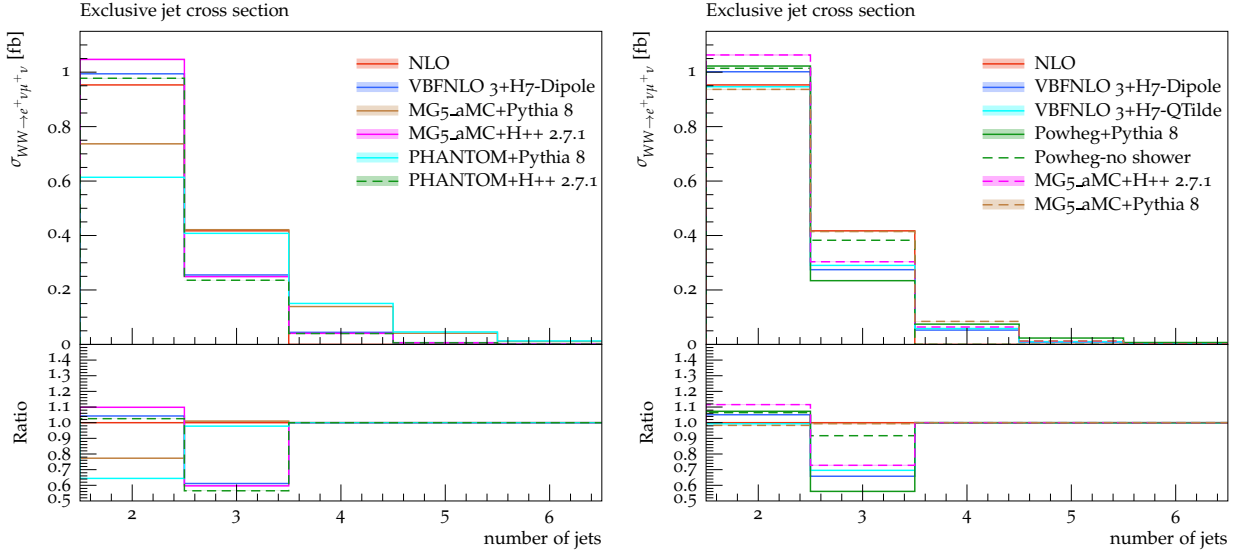 Exclusive jet cross section
σWW→e+νμ+ν [fb]
NLO
VBFNLO 3+H7-Dipole
MG5_aMC+Pythia 8
MG5_aMC+H++ 2.7.1
PHANTOM+Pythia 8
PHANTOM+H++ 2.7.1
1
0.8
0.6
0.4
0.2
0
Ratio
1.4
1.3
1.2
1.1
1.0
0.9
0.8
0.7
0.6
0.5
2 3 4 5 6
number of jets
Exclusive jet cross section
σWW→e+νμ+ν [fb]
NLO
VBFNLO 3+H7-Dipole
VBFNLO 3+H7-QTilde
Powheg+Pythia 8
Powheg-no shower
MG5_aMC+H++ 2.7.1
MG5_aMC+Pythia 8
1
0.8
0.6
0.4
0.2
0
Ratio
1.4
1.3
1.2
1.1
1.0
0.9
0.8
0.7
0.6
0.5
2 3 4 5 6
number of jets